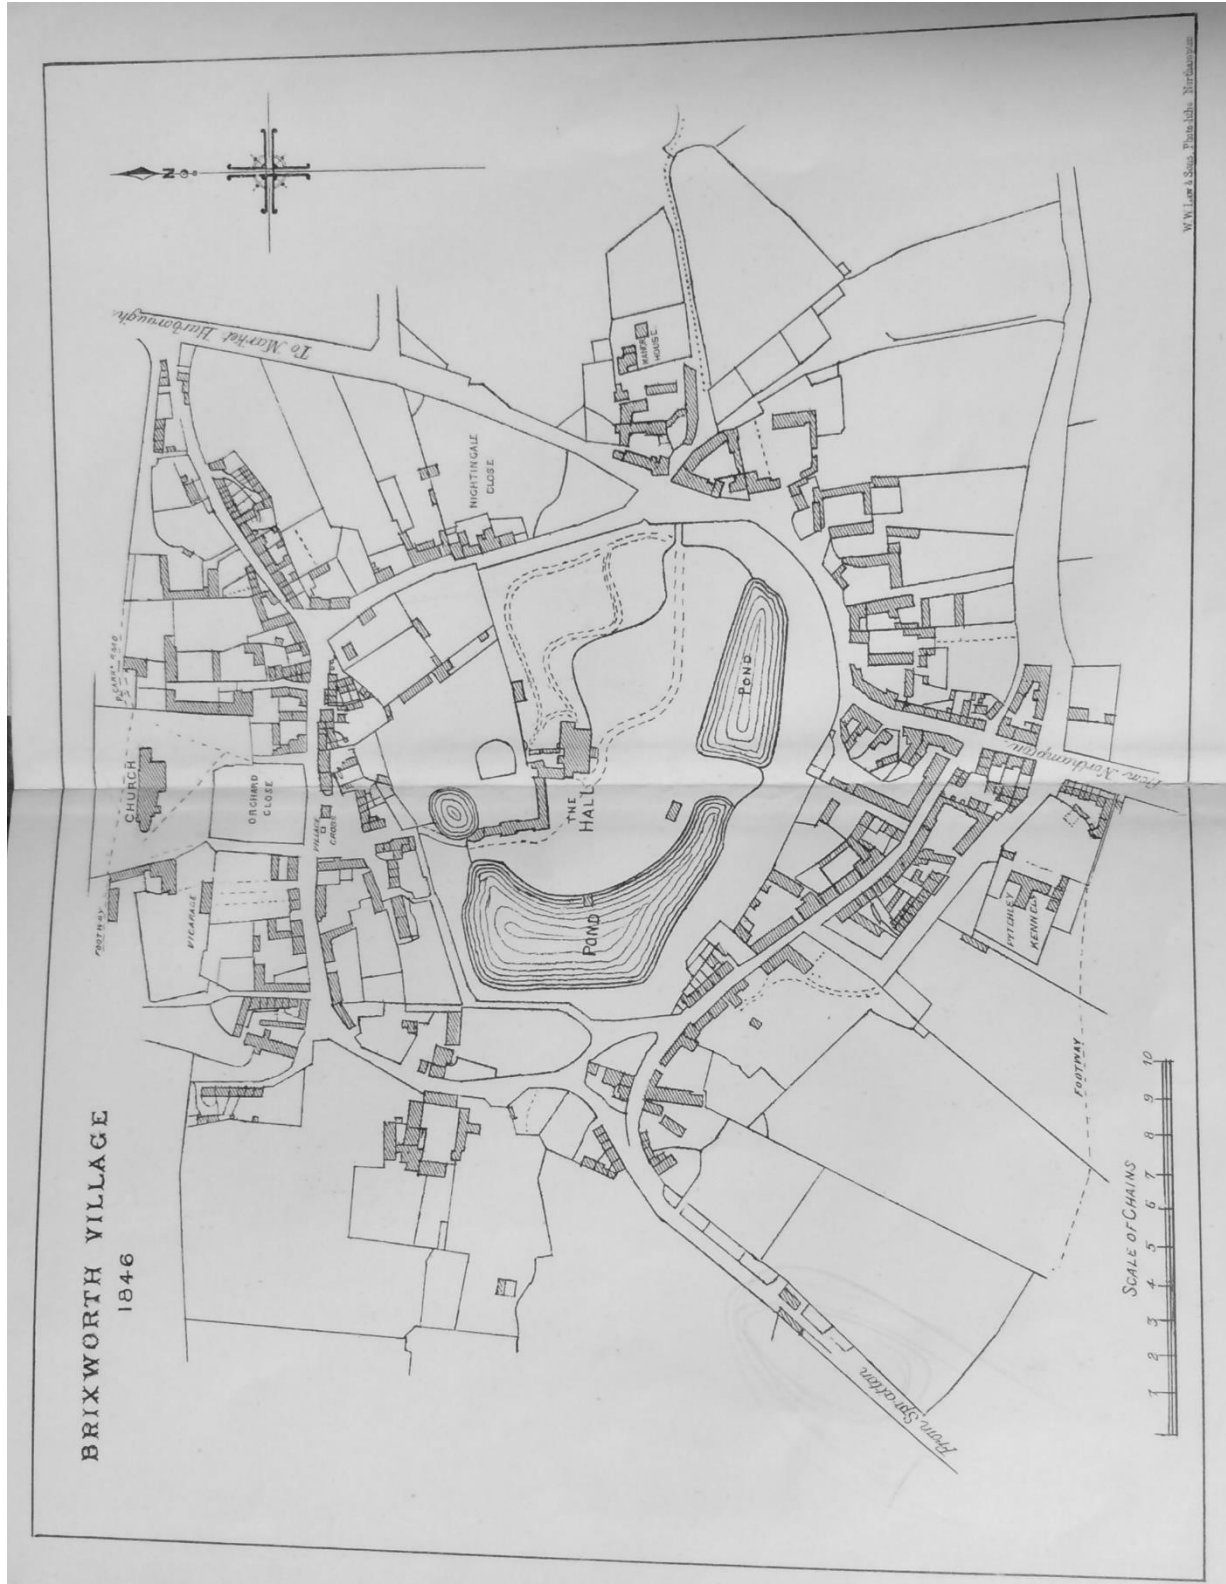 BRIXWORTH VILLAGE
1846
N
To Market Harborough
FOOTWAY
CHURCH
ROAD
VICARAGE
ORCHARD
CLOSE
VILLAGE
CROSS
NIGHTINGALE
CLOSE
MANOR
HOUSE
THE
HALL
POND
POND
PYTCHLEY
KENNELS
FOOTWAY
From Northampton
From Spratton
SCALE OF CHAINS
1 2 3 4 5 6 7 8 9 10
W. W. Law & Sons, Photo-litho Northampton